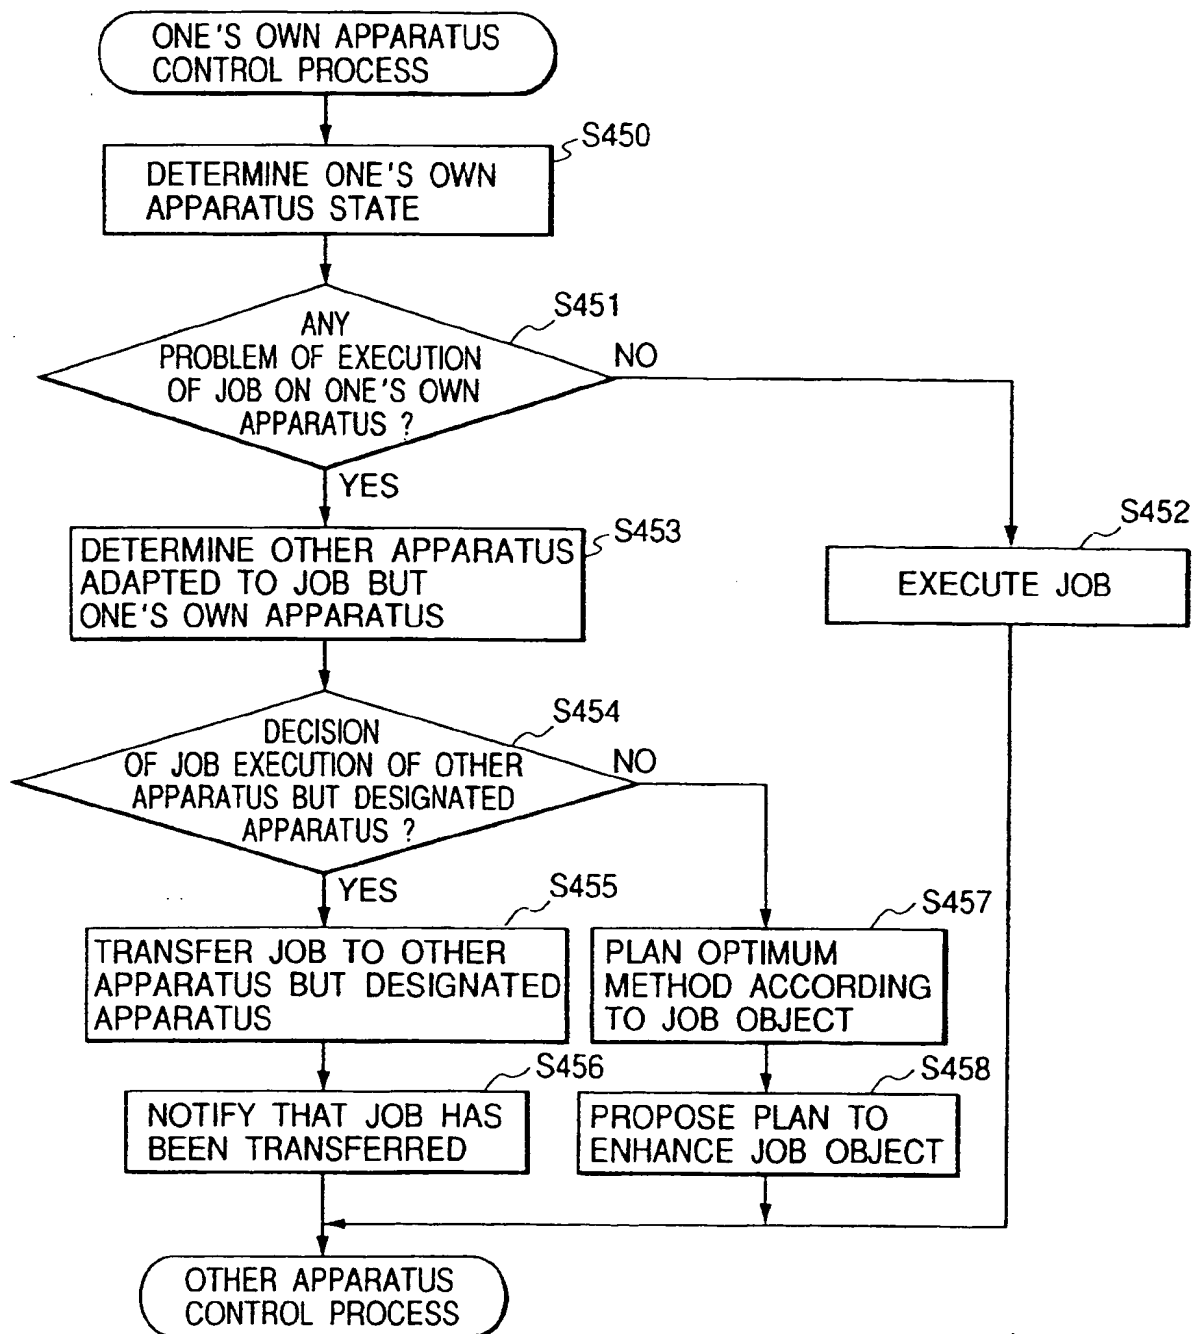 ONE'S OWN APPARATUS
CONTROL PROCESS
S450
DETERMINE ONE'S OWN
APPARATUS STATE
S451
ANY
PROBLEM OF EXECUTION
OF JOB ON ONE'S OWN
APPARATUS ?
NO
YES
S452
EXECUTE JOB
S453
DETERMINE OTHER APPARATUS
ADAPTED TO JOB BUT
ONE'S OWN APPARATUS
S454
DECISION
OF JOB EXECUTION OF OTHER
APPARATUS BUT DESIGNATED
APPARATUS ?
NO
YES
S455
TRANSFER JOB TO OTHER
APPARATUS BUT DESIGNATED
APPARATUS
S457
PLAN OPTIMUM
METHOD ACCORDING
TO JOB OBJECT
S456
NOTIFY THAT JOB HAS
BEEN TRANSFERRED
S458
PROPOSE PLAN TO
ENHANCE JOB OBJECT
OTHER APPARATUS
CONTROL PROCESS